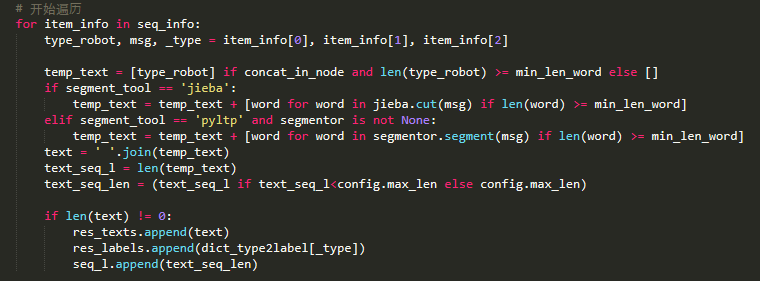 # 开始遍历
for item_info in seq_info:
    type_robot, msg, _type = item_info[0], item_info[1], item_info[2]

    temp_text = [type_robot] if concat_in_node and len(type_robot) >= min_len_word else []
    if segment_tool == 'jieba':
        temp_text = temp_text + [word for word in jieba.cut(msg) if len(word) >= min_len_word]
    elif segment_tool == 'pyltp' and segmentor is not None:
        temp_text = temp_text + [word for word in segmentor.segment(msg) if len(word) >= min_len_word]
    text = ' '.join(temp_text)
    text_seq_l = len(temp_text)
    text_seq_len = (text_seq_l if text_seq_l<config.max_len else config.max_len)

    if len(text) != 0:
        res_texts.append(text)
        res_labels.append(dict_type2label[_type])
        seq_l.append(text_seq_len)